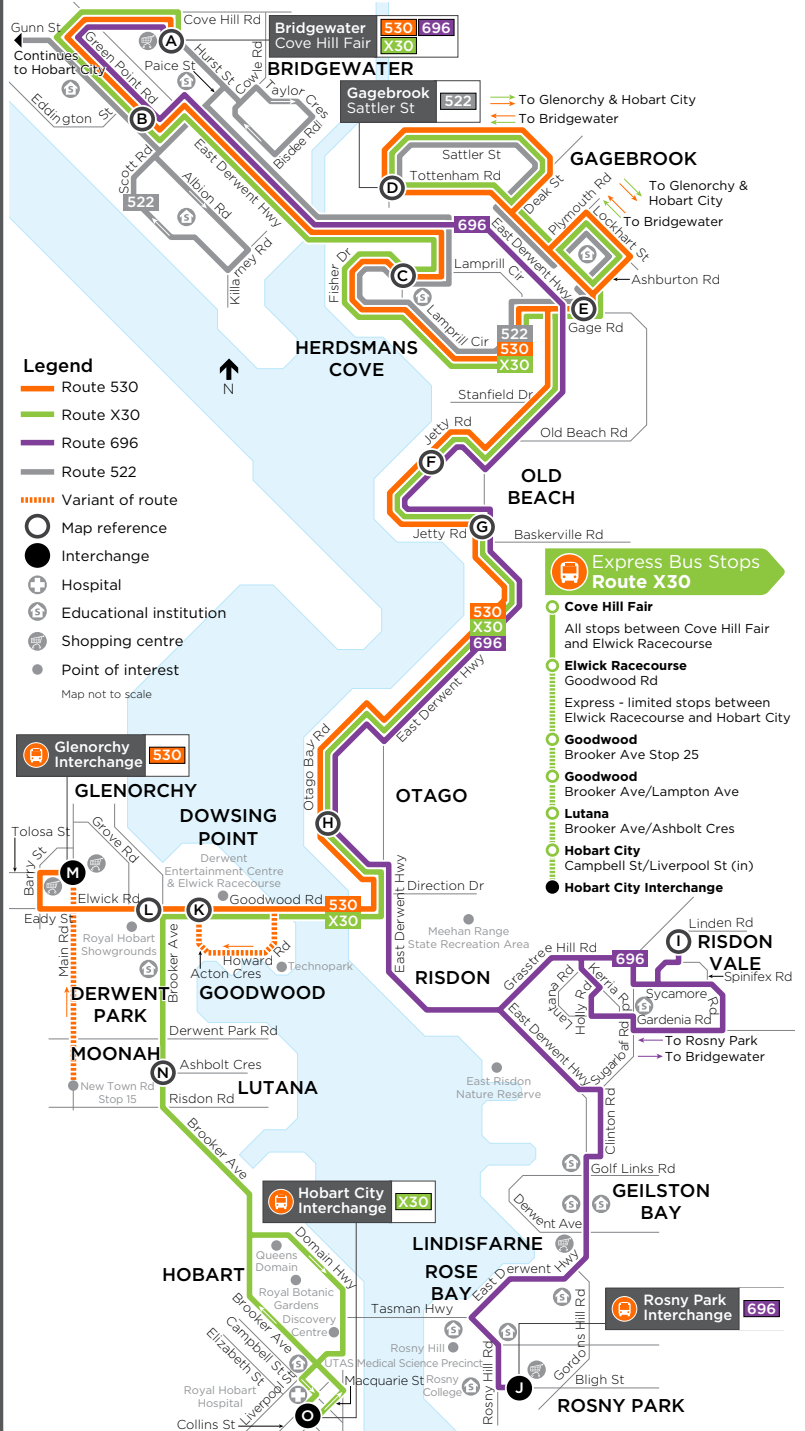 Gunn St
Continues
to Hobart City
Cove Hill Rd
A
Bridgewater
Cove Hill Fair
530 696
X30
Green Point Rd
Paice St
Hurst St
Cowle Rd
BRIDGEWATER
Taylor Cres
Bisdee Rdl
Eddington St
B
East Derwent Hwy
Scott Rd
522
Albion Rd
Killarney Rd
Gagebrook
Sattler St
522
To Glenorchy & Hobart City
To Bridgewater
GAGEBROOK
Sattler St
Tottenham Rd
D
Deak St
Plymouth Rd
Lockhart St
To Glenorchy &
Hobart City
To Bridgewater
696
East Derwent Hwy
Ashburton Rd
Fisher Dr
C
Lamprill Cir
Lamprill Cir
E
Gage Rd
522
530
X30
HERDSMANS
COVE
N
Stanfield Dr
Old Beach Rd
Jetty Rd
F
OLD
BEACH
G
Jetty Rd
Baskerville Rd
Legend
Route 530
Route X30
Route 696
Route 522
Variant of route
Map reference
Interchange
Hospital
Educational institution
Shopping centre
Point of interest
Map not to scale
Express Bus Stops
Route X30
Cove Hill Fair
All stops between Cove Hill Fair
and Elwick Racecourse
Elwick Racecourse
Goodwood Rd
Express - limited stops between
Elwick Racecourse and Hobart City
Goodwood
Brooker Ave Stop 25
Goodwood
Brooker Ave/Lampton Ave
Lutana
Brooker Ave/Ashbolt Cres
Hobart City
Campbell St/Liverpool St (in)
Hobart City Interchange
530
X30
696
East Derwent Hwy
Otago Bay Rd
OTAGO
H
Glenorchy
Interchange
530
GLENORCHY
DOWSING
POINT
Tolosa St
Grove Rd
Barry St
M
Derwent
Entertainment Centre
& Elwick Racecourse
Elwick Rd
L
K
Goodwood Rd
530
X30
Eady St
Direction Dr
East Derwent Hwy
Main Rd
Royal Hobart
Showgrounds
Brooker Ave
Howard Rd
Acton Cres
Technopark
GOODWOOD
Meehan Range
State Recreation Area
RISDON
Grasstree Hill Rd
696
I
Linden Rd
RISDON
VALE
Spinifex Rd
Lantana Rd
Holly Rd
Kerria Rd
Sycamore Rd
Gardenia Rd
Sugarloaf Rd
To Rosny Park
To Bridgewater
DERWENT
PARK
Derwent Park Rd
MOONAH
N
Ashbolt Cres
New Town Rd
Stop 15
LUTANA
Risdon Rd
East Derwent Hwy
East Risdon
Nature Reserve
Clinton Rd
Brooker Ave
Golf Links Rd
GEILSTON
BAY
Derwent Ave
Hobart City
Interchange
X30
LINDISFARNE
ROSE
BAY
East Derwent Hwy
Queens
Domain
Domain Hwy
HOBART
Royal Botanic
Gardens
Discovery
Centre
Tasman Hwy
Gordons Hill Rd
Rosny Park
Interchange
696
Brooker Ave
Campbell St
Elizabeth St
Rosny Hill
UTAS Medical Science Precinct
Macquarie St
Royal Hobart
Hospital
Liverpool St
Rosny
College
Rosny Hill Rd
J
Bligh St
ROSNY PARK
Collins St
O